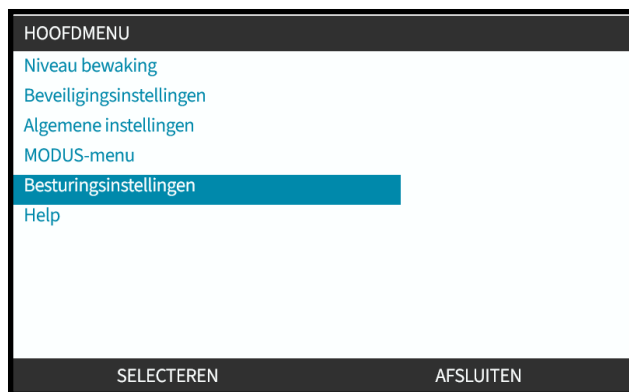 HOOFDMENU
Niveau bewaking
Beveiligingsinstellingen
Algemene instellingen
MODUS-menu
Besturingsinstellingen
Help
SELECTEREN AFSLUITEN